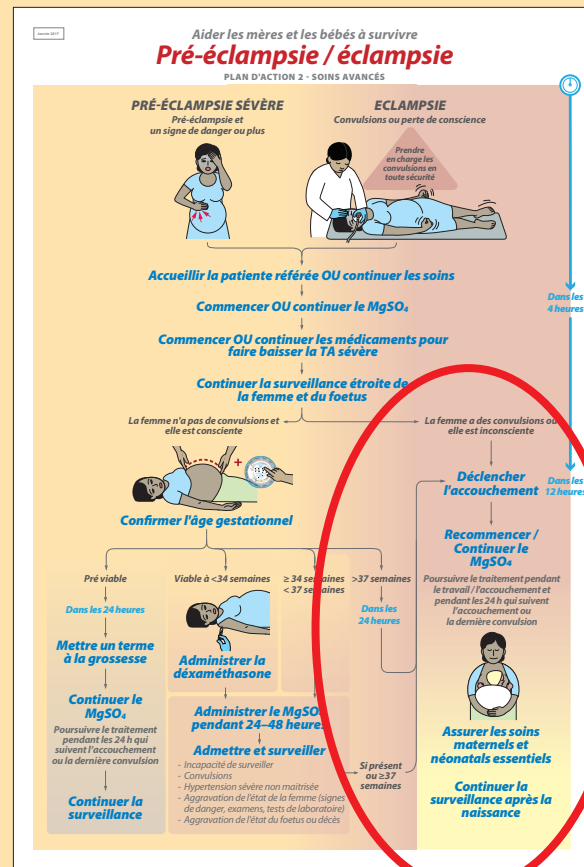 Janvier 2017
Aider les mères et les bébés à survivre
Pré-éclampsie / éclampsie
PLAN D'ACTION 2 - SOINS AVANCÉS
PRÉ-ÉCLAMPSIE SÉVÈRE
Pré-éclampsie et
un signe de danger ou plus
ECLAMPSIE
Convulsions ou perte de conscience
Prendre
en charge les
convulsions en
toute sécurité
Accueillir la patiente référée OU continuer les soins
Commencer OU continuer le MgSO₄
Commencer OU continuer les médicaments pour
faire baisser la TA sévère
Continuer la surveillance étroite de
la femme et du foetus
Dans les
4 heures
La femme n'a pas de convulsions et
elle est consciente
+
Confirmer l'âge gestationnel
Pré viable
Dans les 24 heures
Mettre un terme
à la grossesse
Continuer le
MgSO₄
Poursuivre le traitement
pendant les 24 h qui
suivent l'accouchement
ou la dernière convulsion
Continuer la
surveillance
Viable à <34 semaines
Administrer la
déxaméthasone
≥ 34 semaines
< 37 semaines
Administrer le MgSO₄
pendant 24–48 heures
Admettre et surveiller
- Incapacité de surveiller
- Convulsions
- Hypertension sévère non maitrisée
- Aggravation de l'état de la femme (signes
de danger, examens, tests de laboratoire)
- Aggravation de l'état du foetus ou décès
>37 semaines
Dans les
24 heures
Si présent
ou ≥37
semaines
La femme a des convulsions ou
elle est inconsciente
Déclencher
l'accouchement
Dans les
12 heures
Recommencer /
Continuer le
MgSO₄
Poursuivre le traitement pendant
le travail / l'accouchement et
pendant les 24 h qui suivent
l'accouchement ou
la dernière convulsion
Assurer les soins
maternels et
néonatals essentiels
Continuer la
surveillance après la
naissance